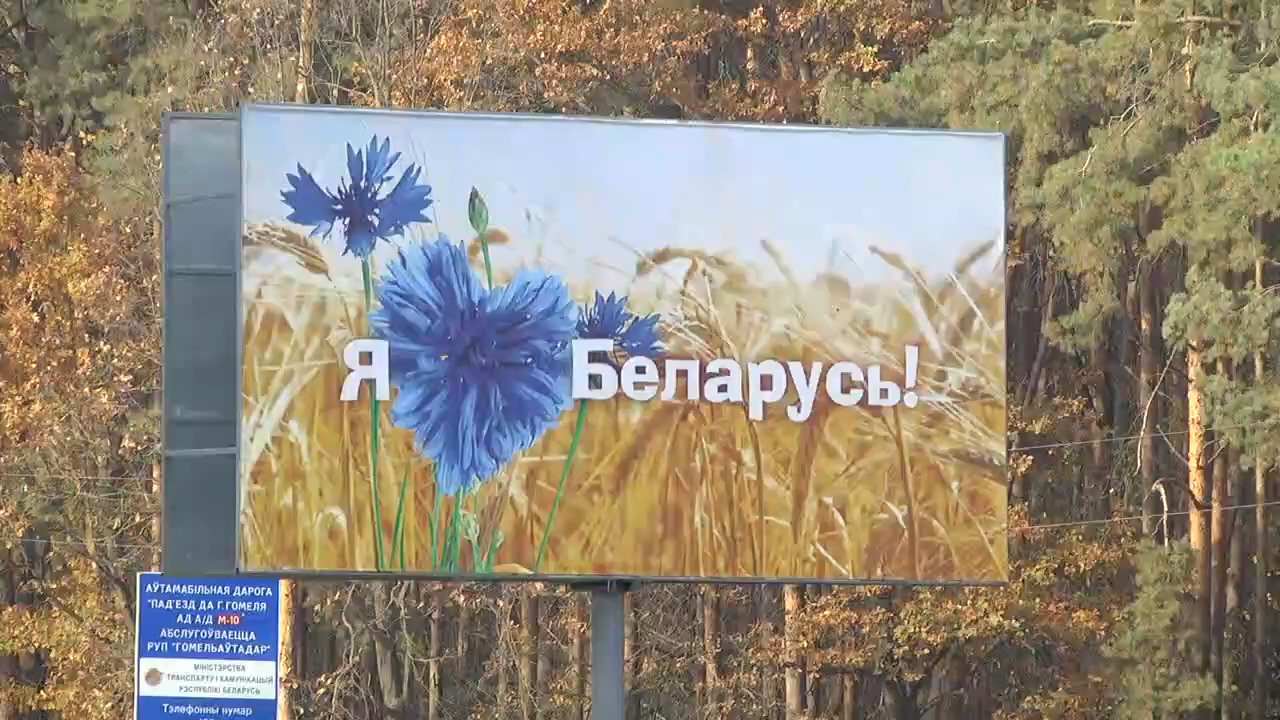 Я Беларусь!
АЎТАМАБІЛЬНАЯ ДАРОГА
"ПАД'ЕЗД ДА Г.ГОМЕЛЯ
АД А/Д М-10"
АБСЛУГОЎВАЕЦЦА
РУП "ГОМЕЛЬАЎТАДАР"
МІНІСТЭРСТВА
ТРАНСПАРТУ І КАМУНІКАЦЫЙ
РЭСПУБЛІКІ БЕЛАРУСЬ
Тэлефонны нумар